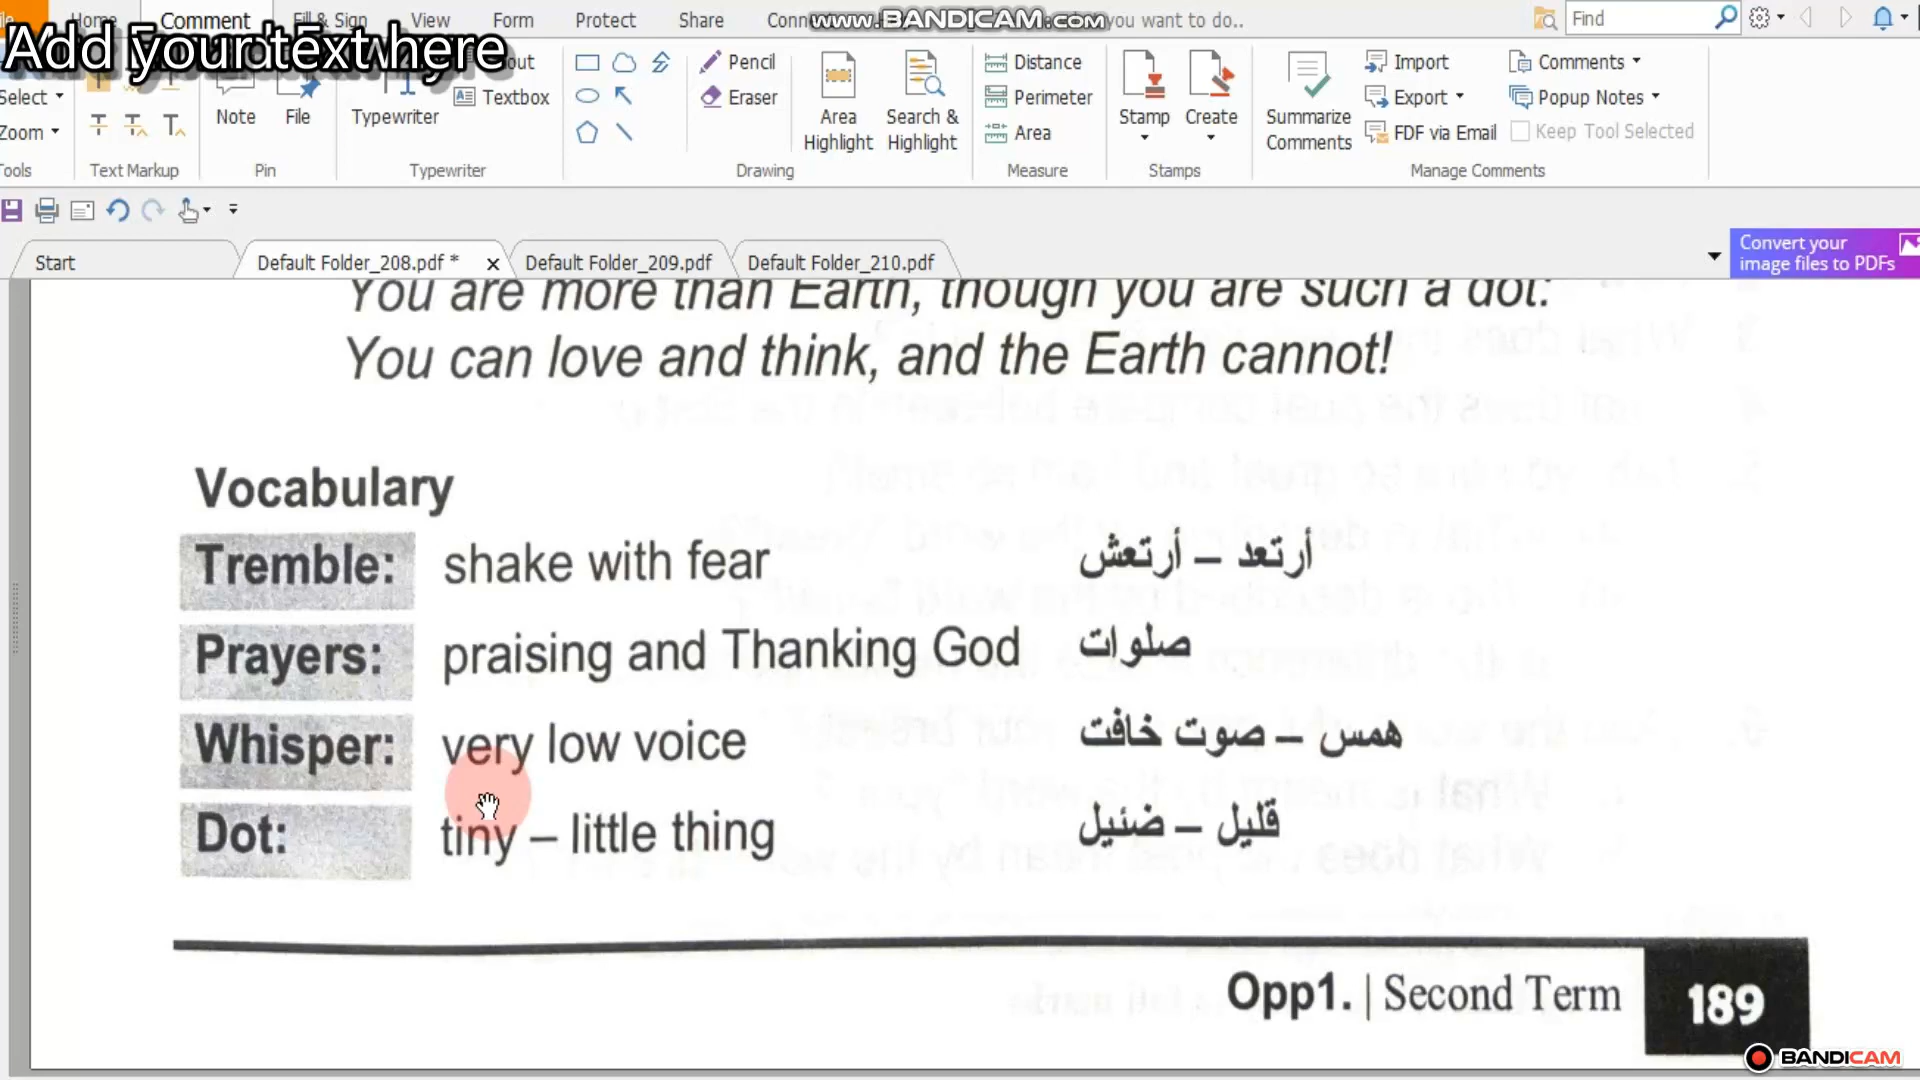 Home Comment Fill & Sign View Form Protect Share www.BANDICAM.com you want to do.. Find
Add your text here
Select Zoom Tools
Text Markup
Note File Pin
Typewriter Textbox Typewriter
Pencil Eraser Area Highlight Search & Highlight Drawing
Distance Perimeter Area Measure
Stamp Create Stamps
Summarize Comments Import Export FDF via Email Comments Popup Notes Keep Tool Selected Manage Comments
Start Default Folder_208.pdf * Default Folder_209.pdf Default Folder_210.pdf
Convert your
image files to PDFs
You are more than Earth, though you are such a dot:
You can love and think, and the Earth cannot!
Vocabulary
Tremble: shake with fear أرتعد – أرتعش
Prayers: praising and Thanking God صلوات
Whisper: very low voice همس – صوت خافت
Dot: tiny – little thing قليل – ضئيل
Opp1. | Second Term 189
BANDICAM